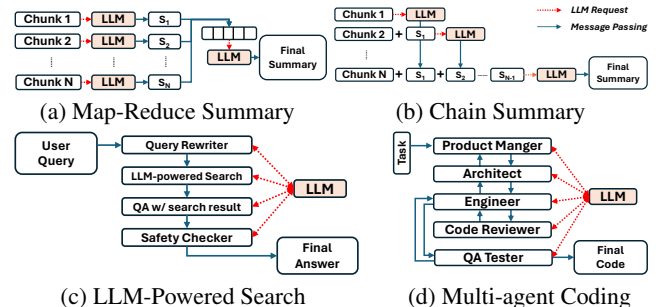 Chunk 1 LLM S1
Chunk 2 LLM S2
Chunk N LLM SN
LLM
Final Summary
(a) Map-Reduce Summary
Chunk 1 LLM
Chunk 2 + S1 LLM
Chunk N + S1 + S2 SN-1 LLM
Final Summary
LLM Request
Message Passing
(b) Chain Summary
User Query
Query Rewriter
LLM-powered Search
QA w/ search result
Safety Checker
LLM
Final Answer
(c) LLM-Powered Search
Task
Product Manger
Architect
Engineer
Code Reviewer
QA Tester
LLM
Final Code
(d) Multi-agent Coding